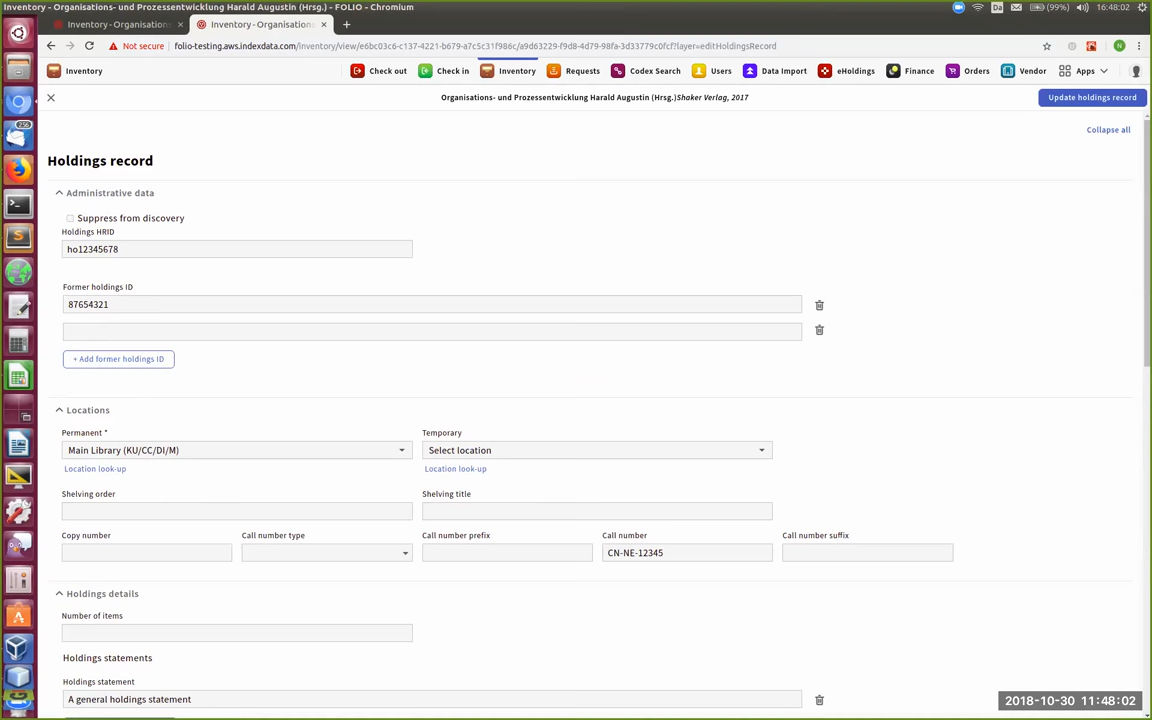 Inventory - Organisations- und Prozessentwicklung Harald Augustin (Hrsg.) - FOLIO - Chromium
Da (99%) 16:48:02
Inventory - Organisation × Inventory - Organisations × +
Not secure folio-testing.aws.indexdata.com/inventory/view/e6bc03c6-c137-4221-b679-a7c5c31f986c/a9d63229-f9d8-4d79-98fa-3d33779c0fcf?layer=editHoldingsRecord N
Inventory Check out Check in Inventory Requests Codex Search Users Data Import eHoldings Finance Orders Vendor Apps
Organisations- und Prozessentwicklung Harald Augustin (Hrsg.)Shaker Verlag, 2017 Update holdings record
Collapse all
Holdings record
Administrative data
Suppress from discovery
Holdings HRID
ho12345678
Former holdings ID
87654321
+ Add former holdings ID
Locations
Permanent * Temporary
Main Library (KU/CC/DI/M) Select location
Location look-up Location look-up
Shelving order Shelving title
Copy number Call number type Call number prefix Call number Call number suffix
CN-NE-12345
Holdings details
Number of items
Holdings statements
Holdings statement
A general holdings statement
2018-10-30 11:48:02